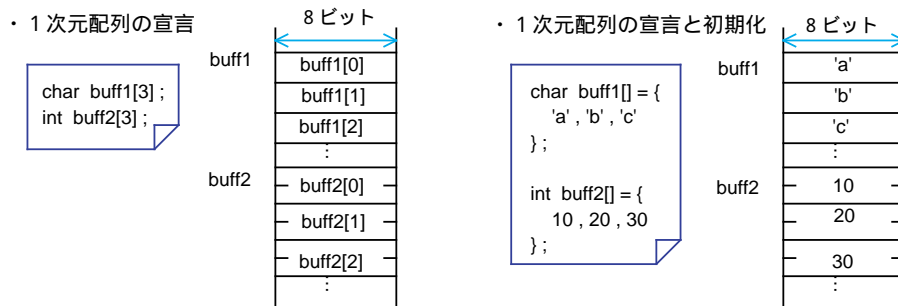 ・１次元配列の宣言
char buff1[3] ;
int buff2[3] ;
8 ビット
buff1
buff1[0]
buff1[1]
buff1[2]
⋮
buff2
buff2[0]
buff2[1]
buff2[2]
⋮
・１次元配列の宣言と初期化
char buff1[] = {
'a' , 'b' , 'c'
} ;
int buff2[] = {
10 , 20 , 30
} ;
8 ビット
buff1
'a'
'b'
'c'
⋮
buff2
10
20
30
⋮